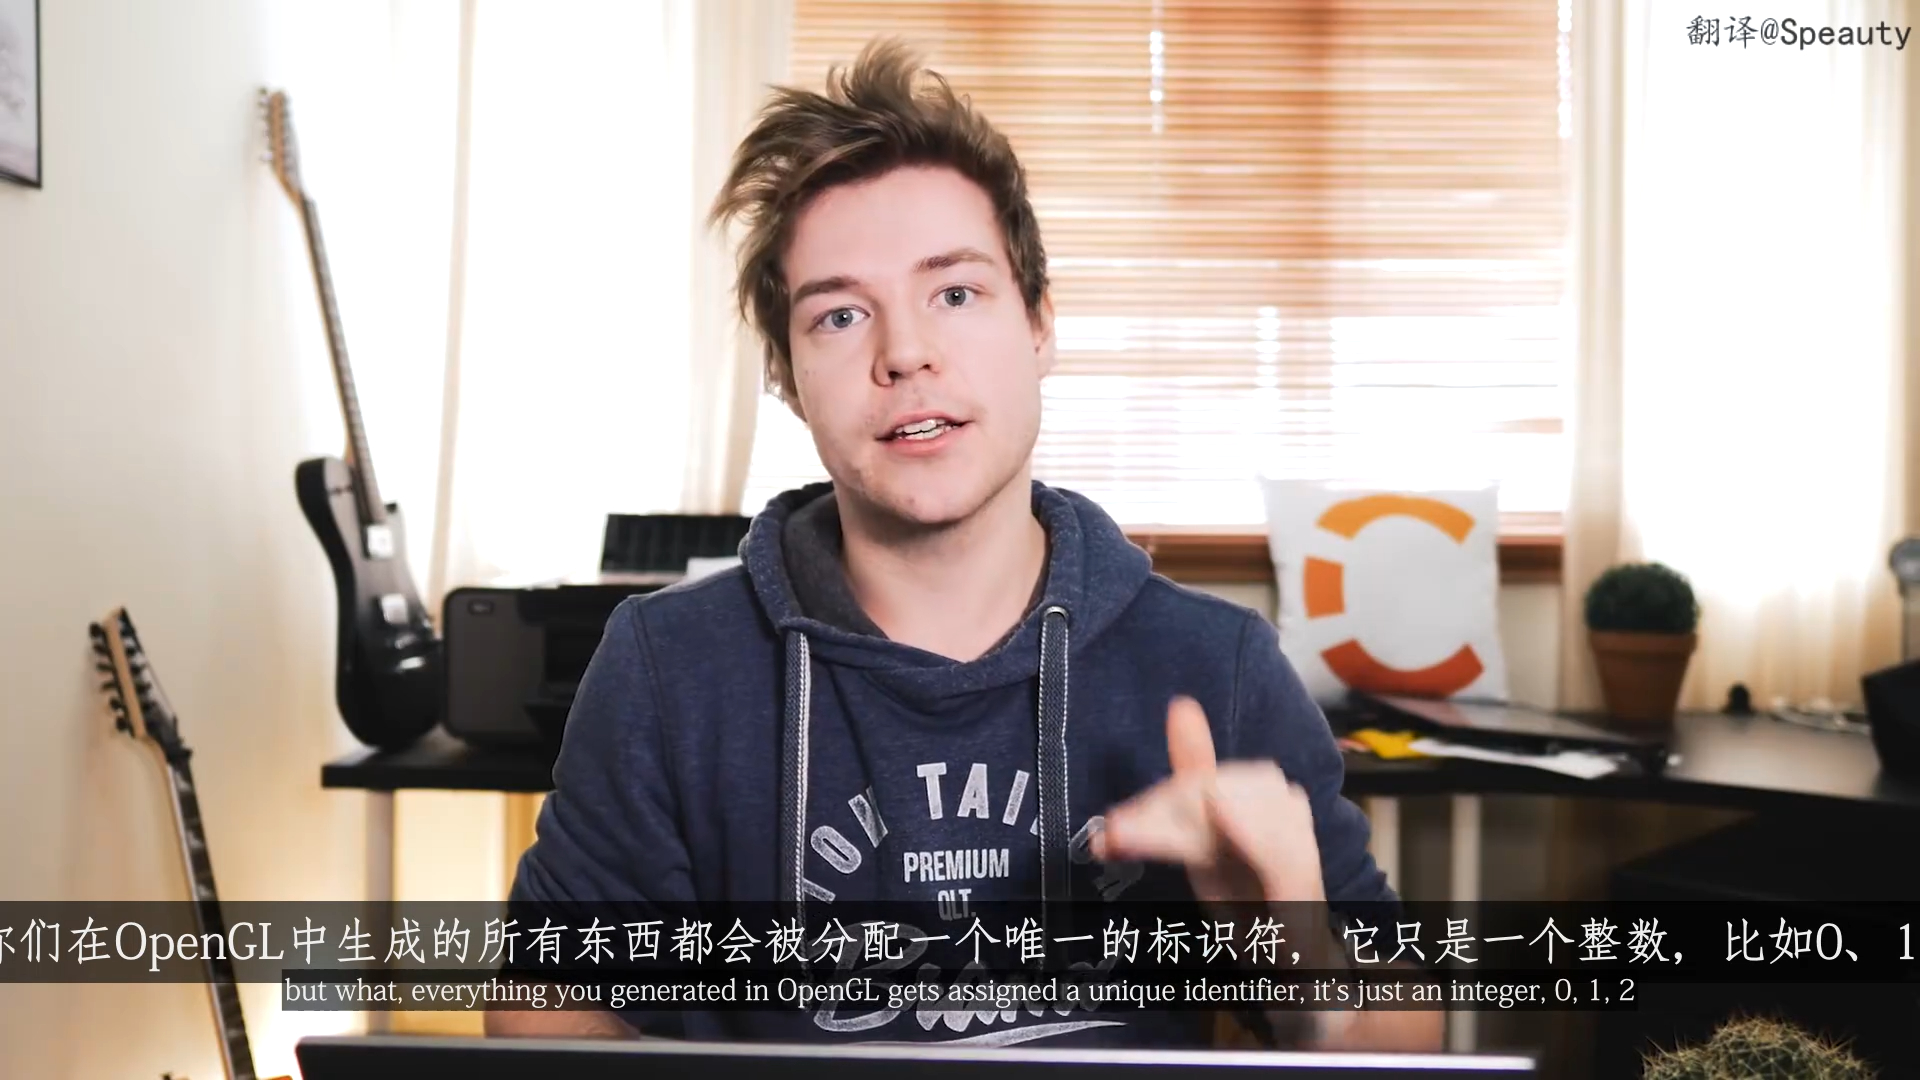 翻译@Speauty
TAI
PREMIUM
QLT.
你们在OpenGL中生成的所有东西都会被分配一个唯一的标识符，它只是一个整数，比如0、1
but what, everything you generated in OpenGL gets assigned a unique identifier, it's just an integer, 0, 1, 2